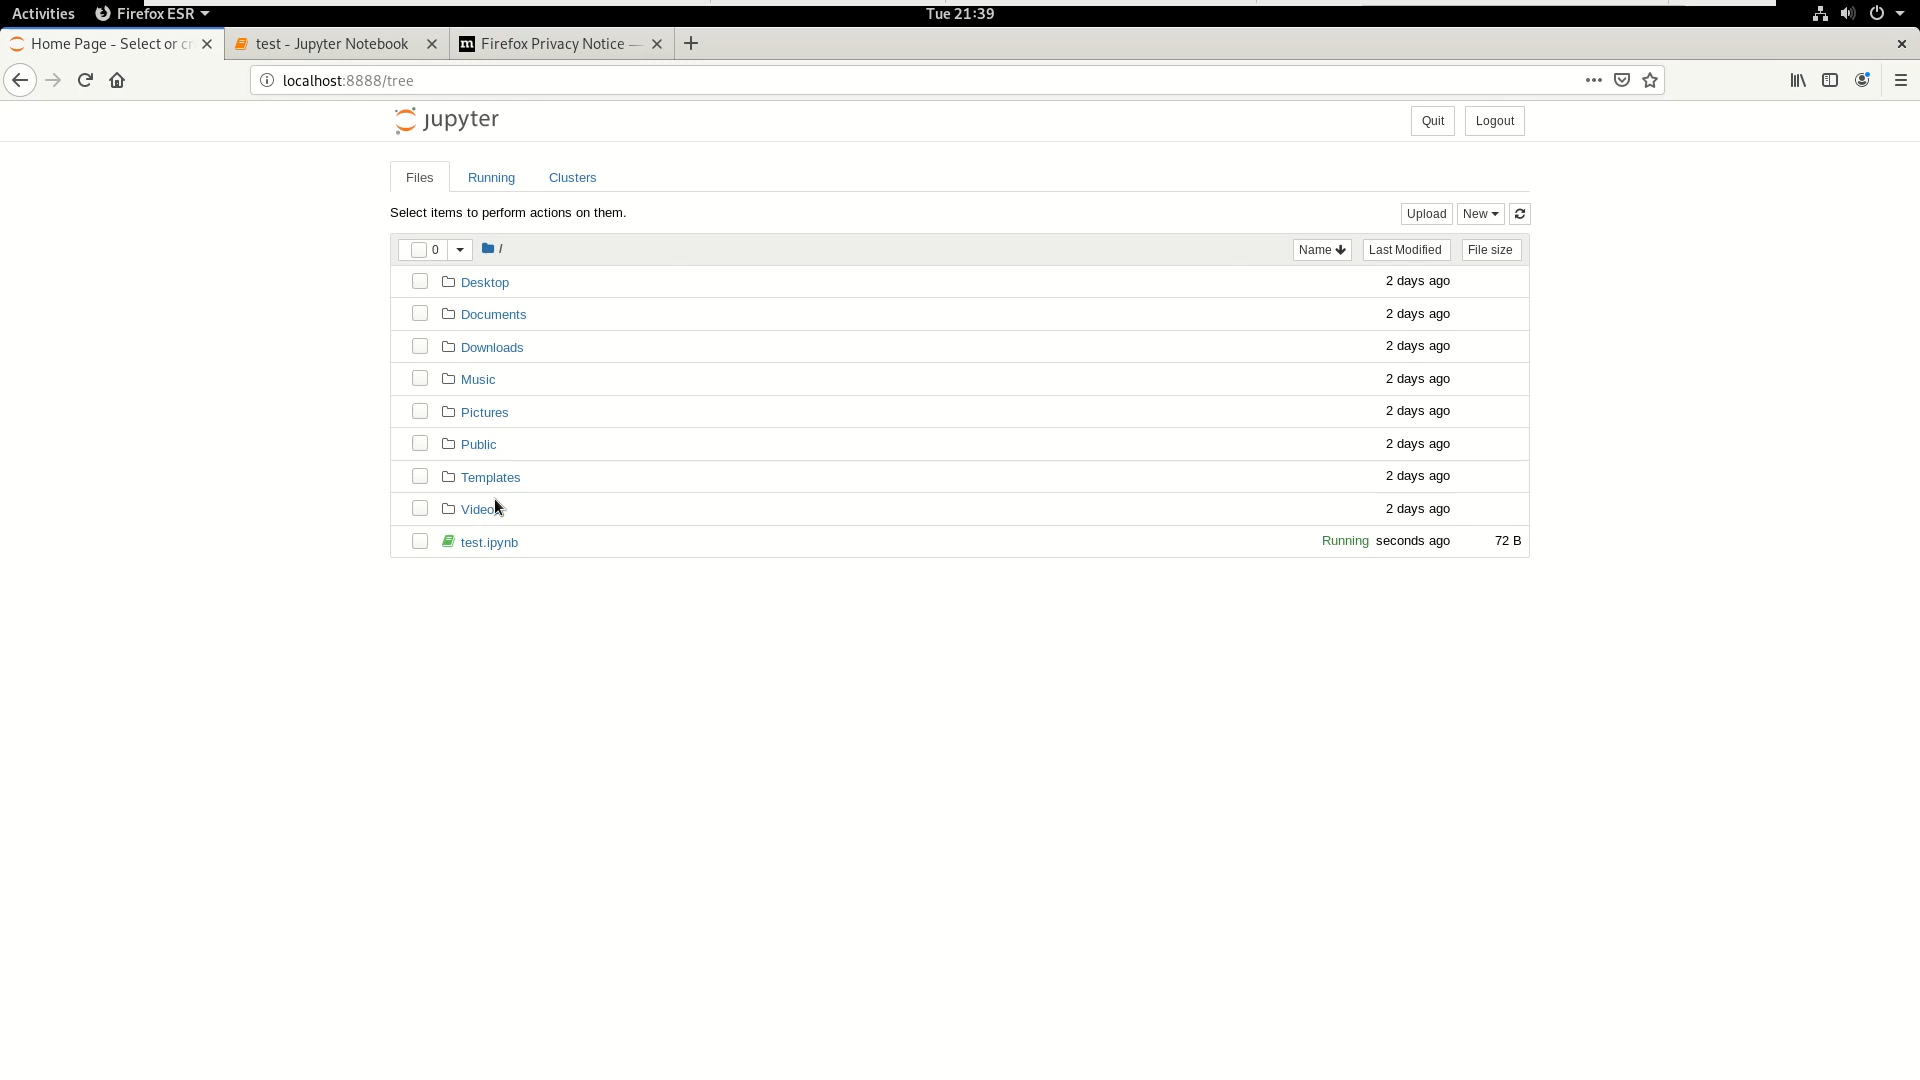 Activities Firefox ESR Tue 21:39
Home Page - Select or cr test - Jupyter Notebook m Firefox Privacy Notice —
localhost:8888/tree
jupyter Quit Logout
Files Running Clusters
Select items to perform actions on them. Upload New
0 / Name Last Modified File size
Desktop 2 days ago
Documents 2 days ago
Downloads 2 days ago
Music 2 days ago
Pictures 2 days ago
Public 2 days ago
Templates 2 days ago
Videos 2 days ago
test.ipynb Running seconds ago 72 B